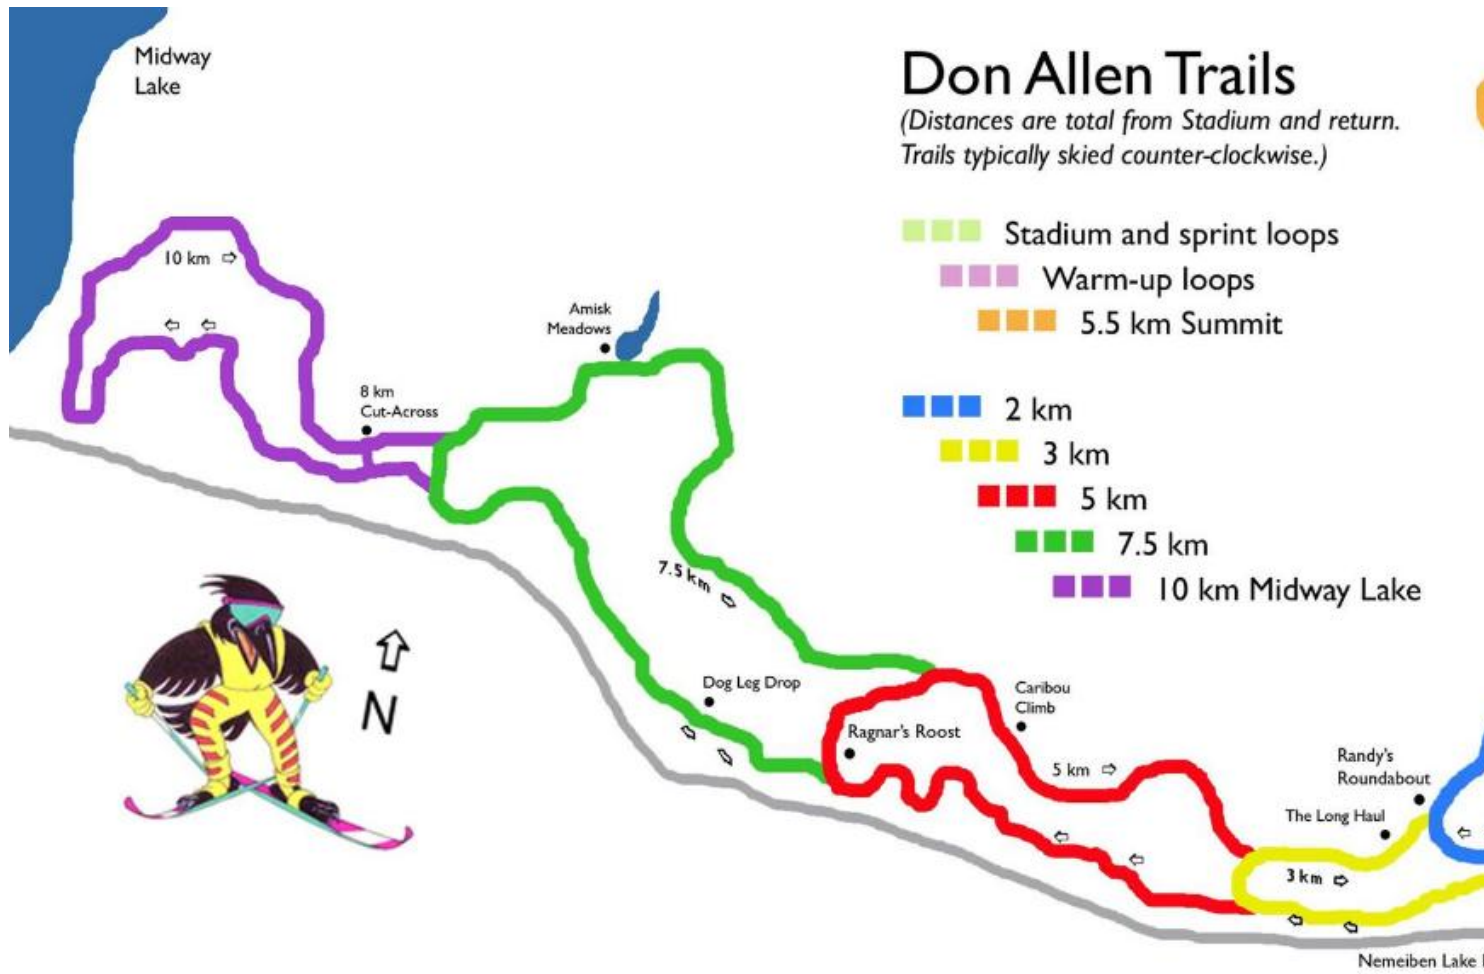 Midway
Lake
Don Allen Trails
(Distances are total from Stadium and return.
Trails typically skied counter-clockwise.)
Stadium and sprint loops
Warm-up loops
5.5 km Summit
2 km
3 km
5 km
7.5 km
10 km Midway Lake
10 km
Amisk
Meadows
8 km
Cut-Across
7.5 km
N
Dog Leg Drop
Ragnar's Roost
Caribou
Climb
5 km
Randy's
Roundabout
The Long Haul
3 km
Nemeiben Lake